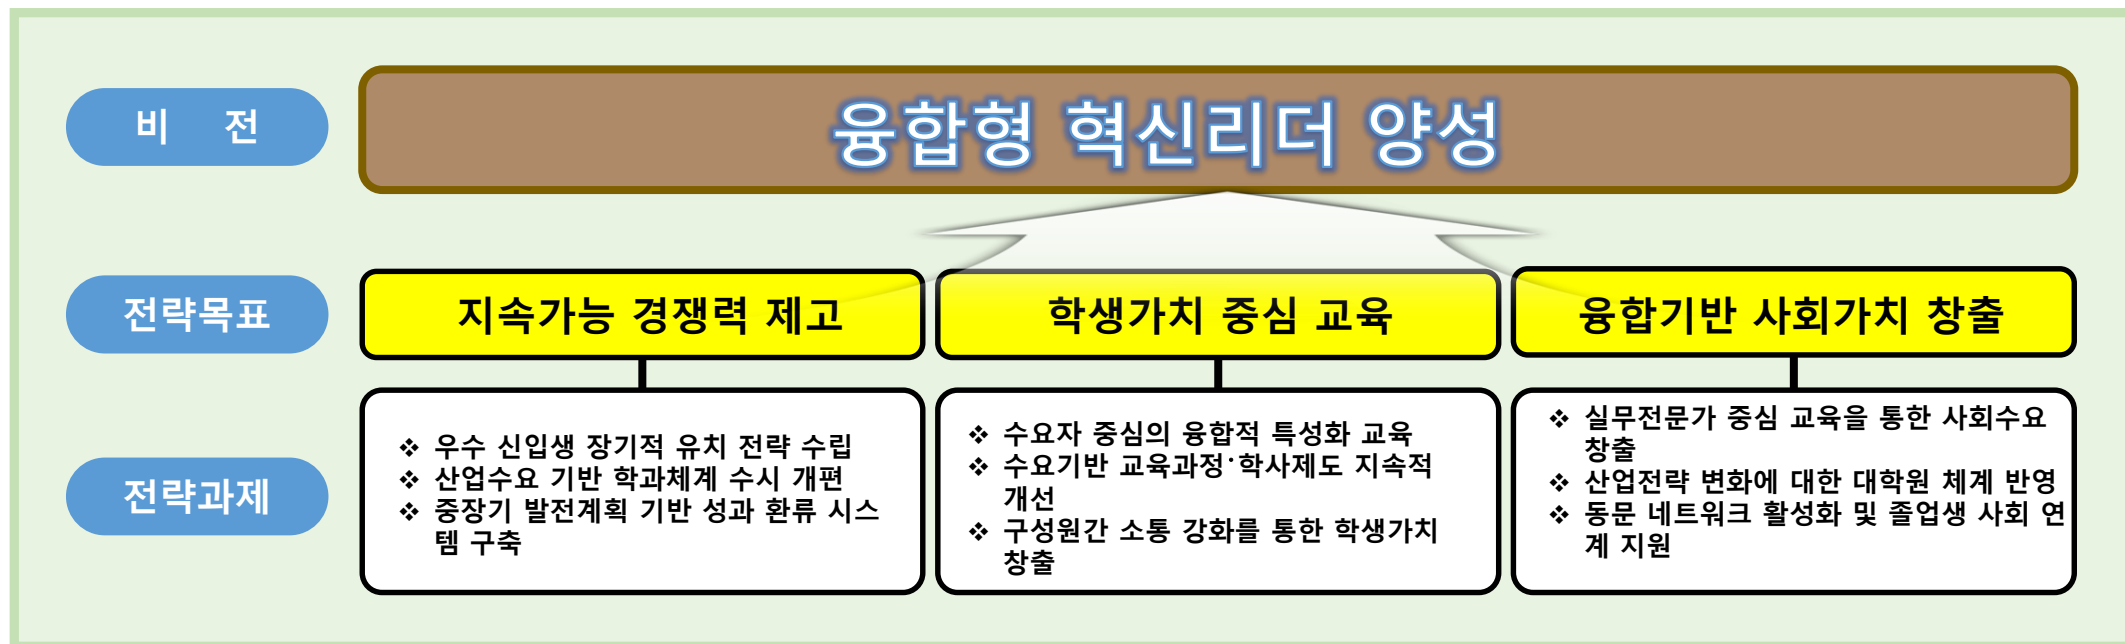 비 전
융합형 혁신리더 양성
전략목표
지속가능 경쟁력 제고
학생가치 중심 교육
융합기반 사회가치 창출
전략과제
❖ 우수 신입생 장기적 유치 전략 수립
❖ 산업수요 기반 학과체계 수시 개편
❖ 중장기 발전계획 기반 성과 환류 시스
템 구축
❖ 수요자 중심의 융합적 특성화 교육
❖ 수요기반 교육과정·학사제도 지속적
개선
❖ 구성원간 소통 강화를 통한 학생가치
창출
❖ 실무전문가 중심 교육을 통한 사회수요
창출
❖ 산업전략 변화에 대한 대학원 체계 반영
❖ 동문 네트워크 활성화 및 졸업생 사회 연
계 지원